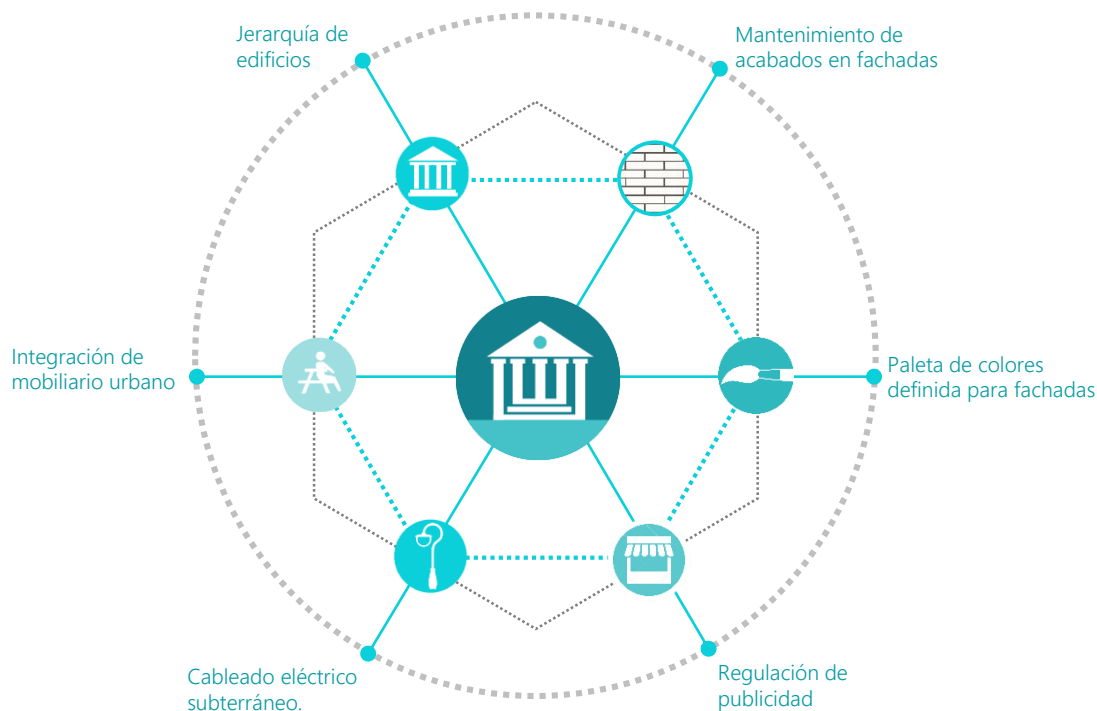 Jerarquía de
edificios
Mantenimiento de
acabados en fachadas
Integración de
mobiliario urbano
Paleta de colores
definida para fachadas
Cableado eléctrico
subterráneo.
Regulación de
publicidad